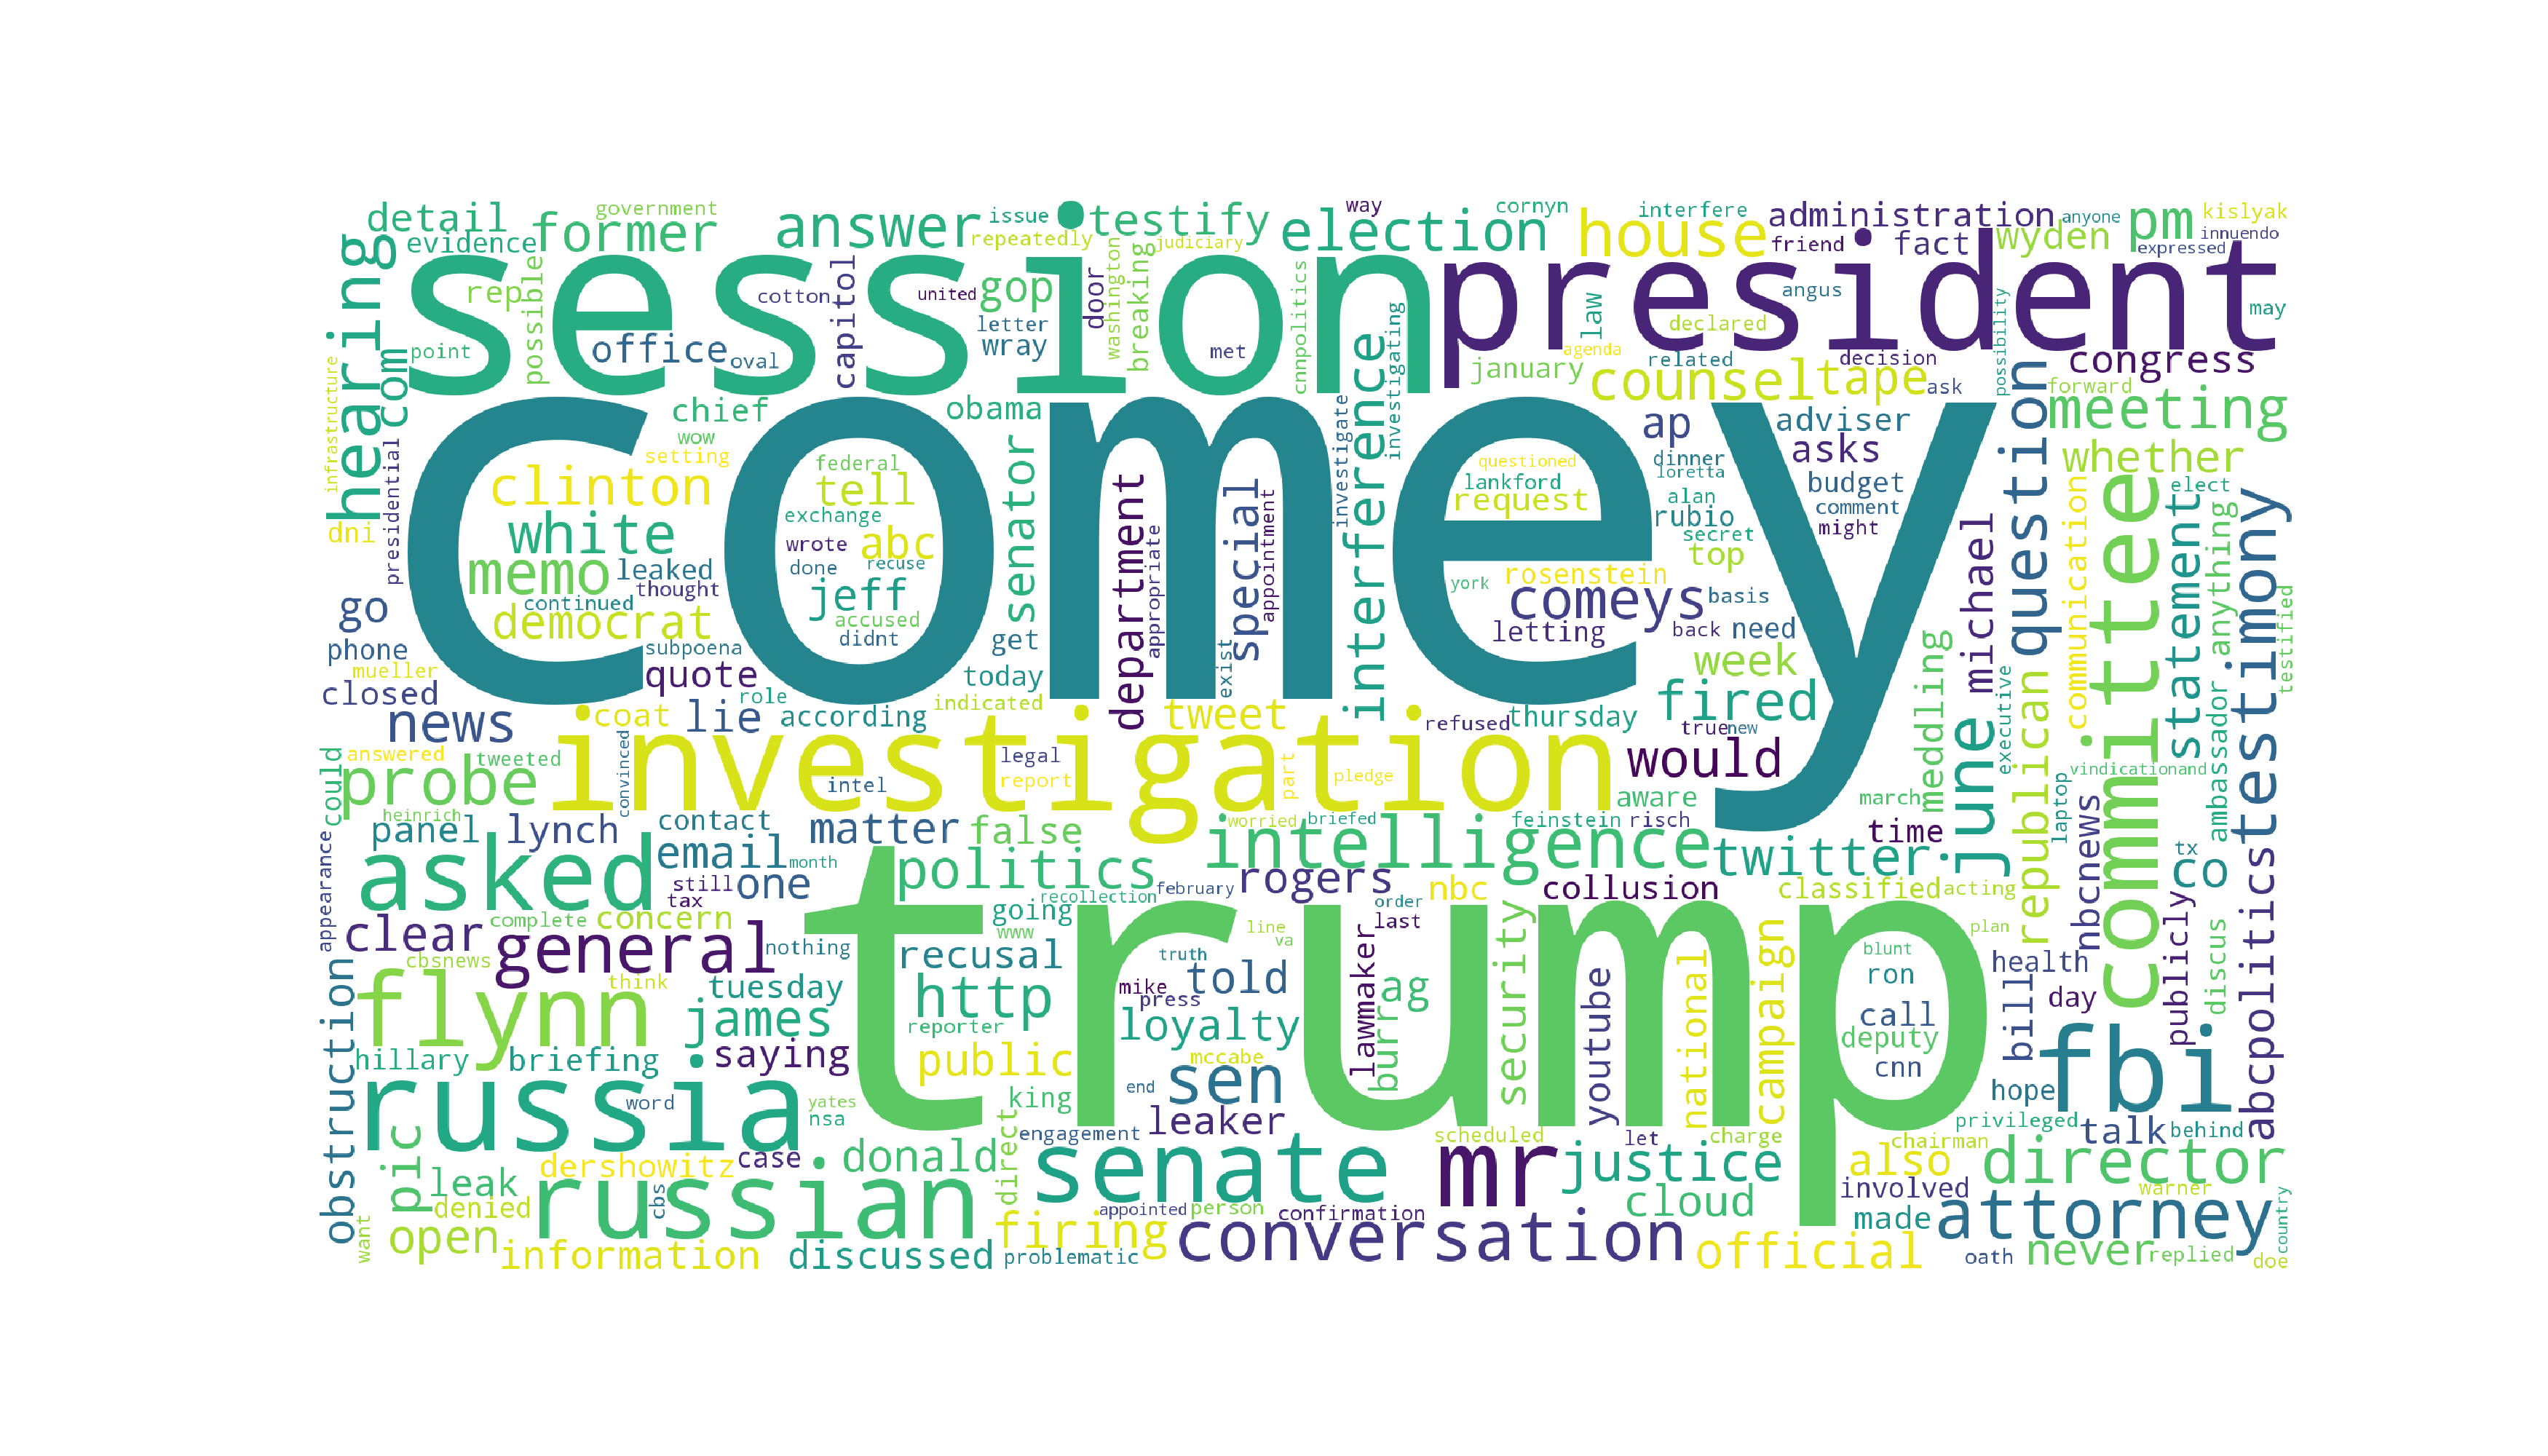 detail
government
former
evidence
answer
issue
repeatedly
testify
judiciary
election
way
cornyn
house
interfere
administration
friend
fact
anyone
wyden
pm
kislyak
innuendo
expressed
hearing
session
president
rep
possible
cotton
capitol
united
gop
door
washington
breaking
cnnpolitics
investigating
angus
may
point
office
oval
letter
wray
met
law
declared
agenda
related
decision
possibility
congress
infrastructure
com
presidential
chief
obama
january
counsel
tape
ask
forward
meeting
question
wow
setting
comey
interference
investigate
ap
adviser
asks
whether
clinton
federal
tell
senator
department
special
questioned
lankford
request
dinner
loretta
alan
budget
comment
elect
communication
committee
statement
anything
testimony
dni
white
exchange
wrote
abc
appropriate
appointment
rubio
secret
might
top
michael
memo
leaked
done
recuse
thought
jeff
york
rosenstein
comeys
basis
go
continued
democrat
accused
didnt
get
exist
letting
back
need
phone
mueller
subpoena
quote
today
week
meddling
republican
executive
ambassador
testified
closed
role
indicated
fired
news
coat
lie
according
tweet
refused
thursday
true
new
june
answered
convinced
investigation
legal
report
part
pledge
would
vindicationand
could
probe
tweeted
intel
aware
march
laptop
nbcnews
abcpolitics
heinrich
panel
lynch
contact
matter
false
worried
briefed
feinstein
risch
time
tx
appearance
asked
email
month
politics
intelligence
twitter
co
still
one
tax
february
rogers
nbc
collusion
classified
acting
recollection
order
last
clear
complete
concern
general
nothing
going
www
line
va
security
campaign
plan
publicly
discus
cbsnews
flynn
think
recusal
truth
told
lawmaker
ag
blunt
ron
health
obstruction
tuesday
http
mike
press
burr
youtube
national
call
bill
day
james
reporter
loyalty
trump
deputy
fbi
hillary
briefing
saying
public
mccabe
sen
cnn
russia
word
yates
nsa
king
end
leaker
hope
privileged
talk
behind
pic
direct
engagement
scheduled
let
charge
chairman
leak
dershowitz
case
donald
senate
mr
justice
also
director
denied
russian
cbs
appointed
person
confirmation
cloud
involved
warner
country
want
open
information
discussed
firing
problematic
conversation
official
made
attorney
oath
never
replied
doe